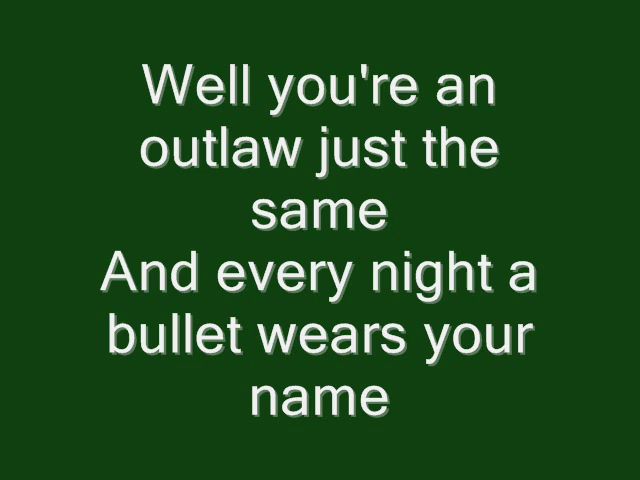 Well you're an
outlaw just the
same
And every night a
bullet wears your
name